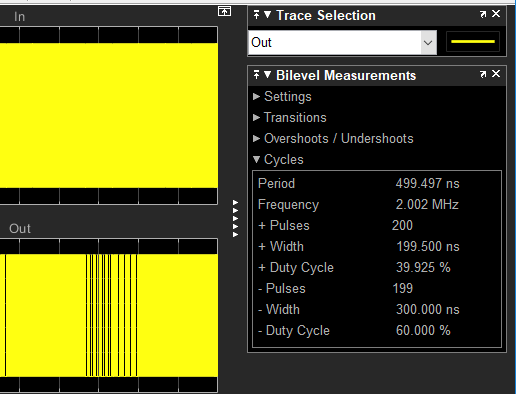 In
Out
Trace Selection
Out
Bilevel Measurements
Settings
Transitions
Overshoots / Undershoots
Cycles
Period 499.497 ns
Frequency 2.002 MHz
+ Pulses 200
+ Width 199.500 ns
+ Duty Cycle 39.925 %
- Pulses 199
- Width 300.000 ns
- Duty Cycle 60.000 %